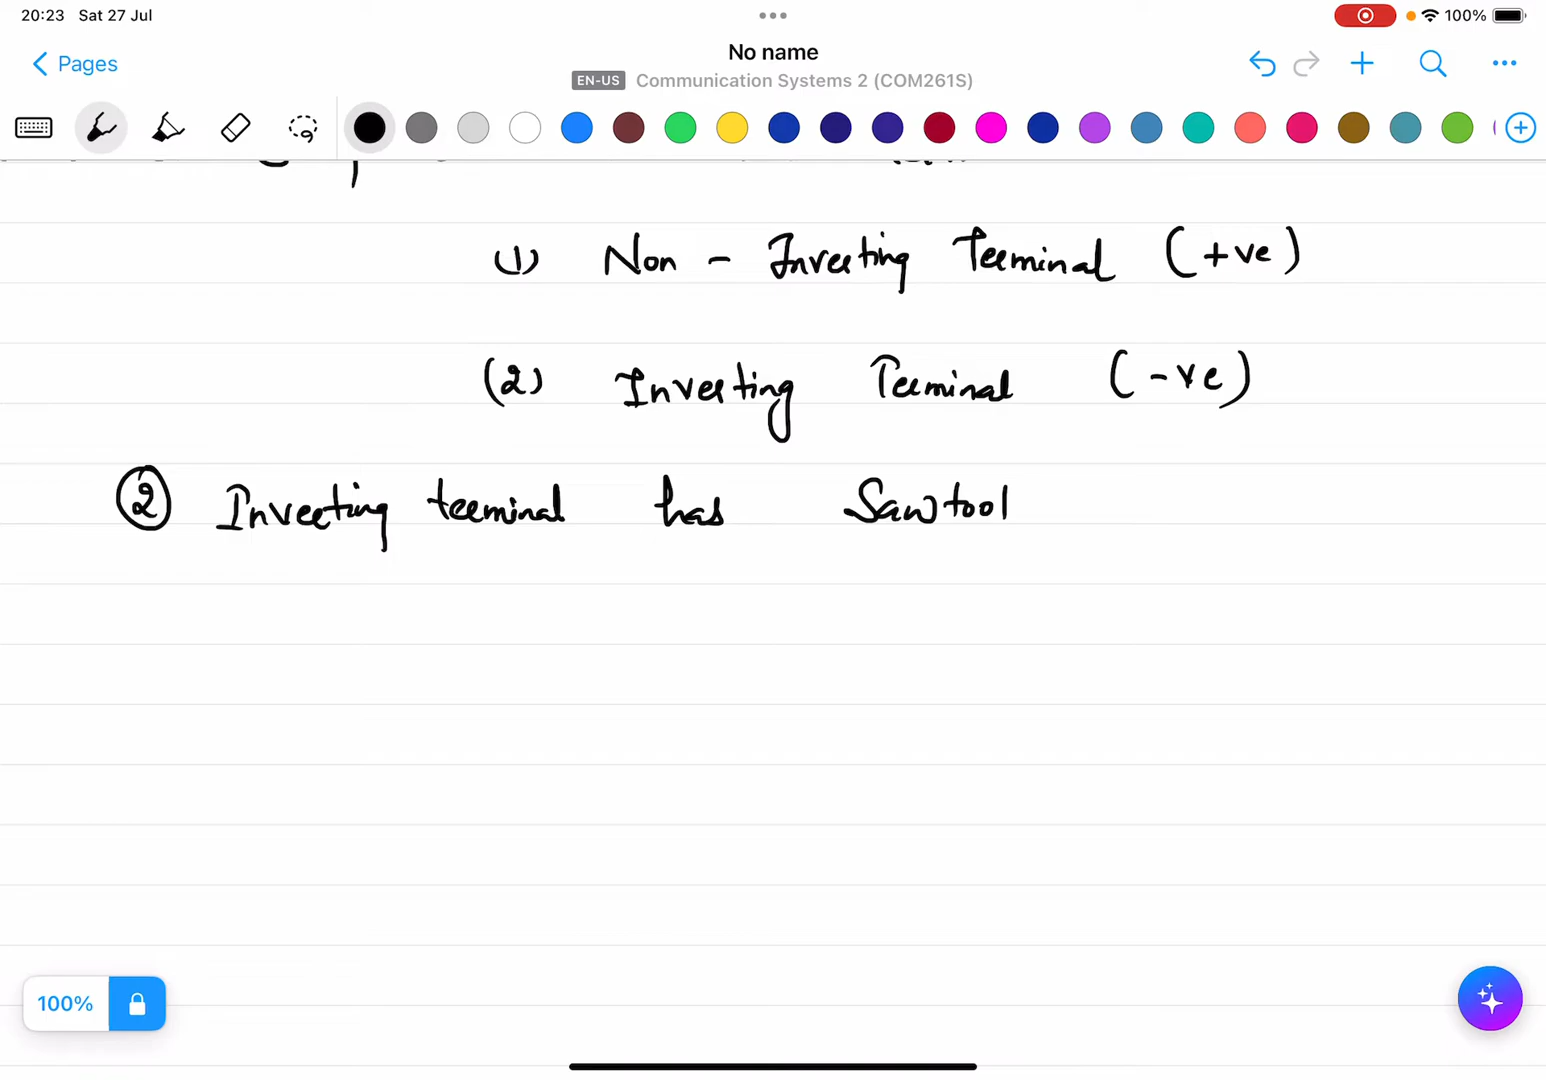 20:23 Sat 27 Jul 100%
Pages
No name
EN-US Communication Systems 2 (COM261S)
(1) Non - Inverting Terminal (+ve)
(2) Inverting Terminal (-ve)
2 Inverting terminal has Sawtool
100%